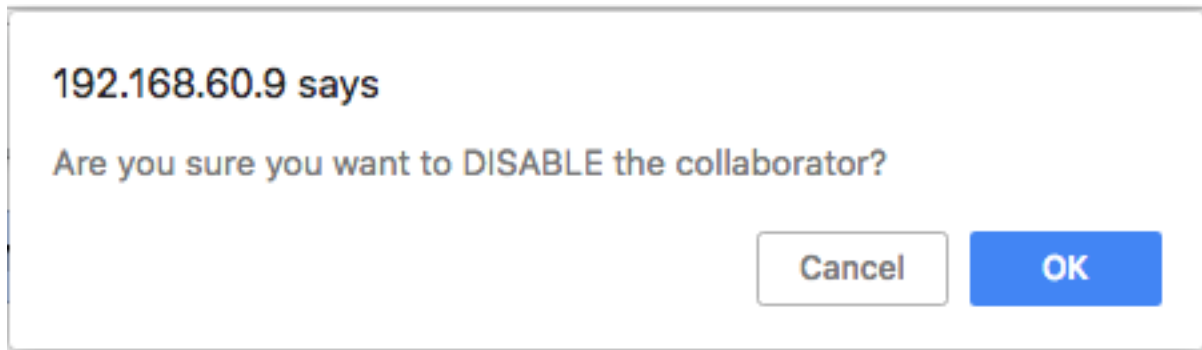 192.168.60.9 says
Are you sure you want to DISABLE the collaborator?
Cancel OK